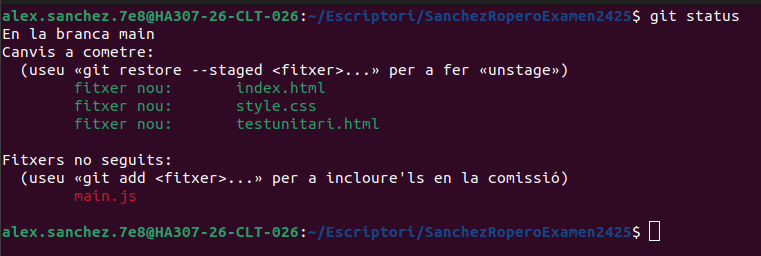 alex.sanchez.7e8@HA307-26-CLT-026:~/Escriptori/SanchezRoperoExamen2425$ git status
En la branca main
Canvis a cometre:
  (useu «git restore --staged <fitxer>...» per a fer «unstage»)
        fitxer nou:       index.html
        fitxer nou:       style.css
        fitxer nou:       testunitari.html

Fitxers no seguits:
  (useu «git add <fitxer>...» per a incloure'ls en la comissió)
        main.js

alex.sanchez.7e8@HA307-26-CLT-026:~/Escriptori/SanchezRoperoExamen2425$